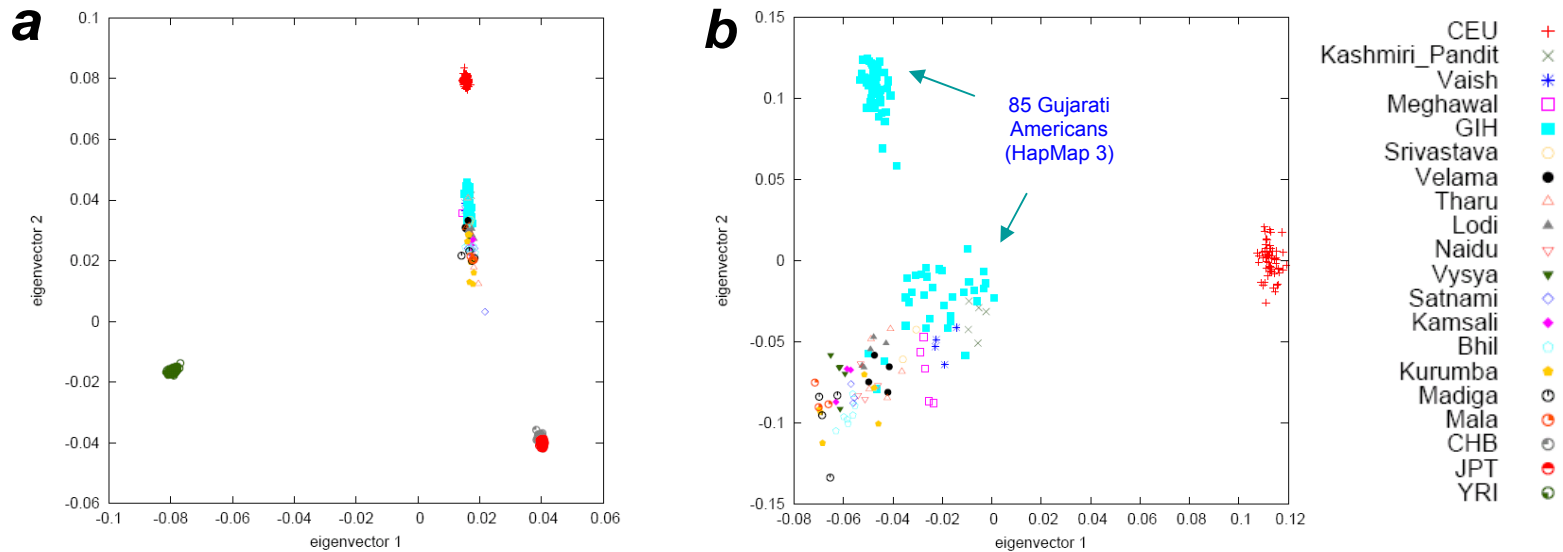 a
0.1
0.08
0.06
0.04
0.02
0
-0.02
-0.04
-0.06
eigenvector 2
-0.1
-0.08
-0.06
-0.04
-0.02
0
0.02
0.04
0.06
eigenvector 1
b
0.15
0.1
0.05
0
-0.05
-0.1
-0.15
eigenvector 2
85 Gujarati
Americans
(HapMap 3)
-0.08
-0.06
-0.04
-0.02
0
0.02
0.04
0.06
0.08
0.1
0.12
eigenvector 1
CEU
Kashmiri_Pandit
Vaish
Meghawal
GIH
Srivastava
Velama
Tharu
Lodi
Naidu
Vysya
Satnami
Kamsali
Bhil
Kurumba
Madiga
Mala
CHB
JPT
YRI